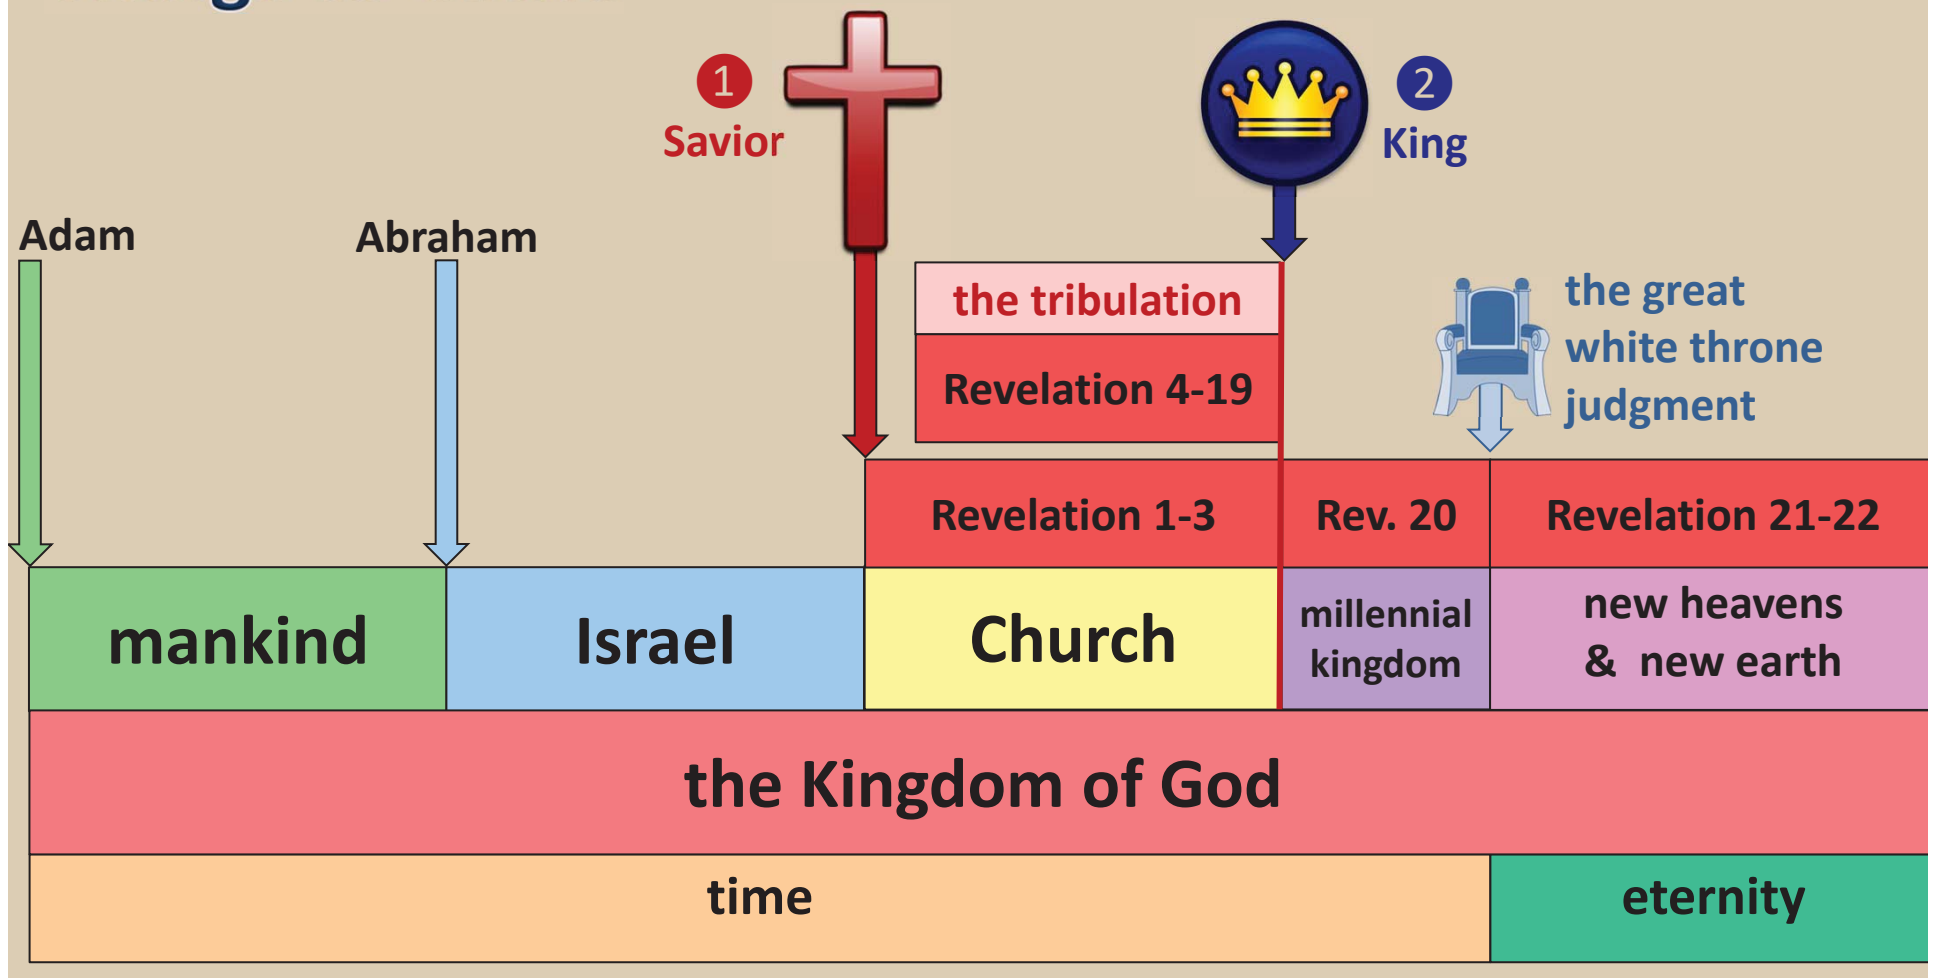 1
Savior
2
King
Adam
Abraham
the tribulation
Revelation 4-19
the great
white throne
judgment
Revelation 1-3
Rev. 20
Revelation 21-22
mankind
Israel
Church
millennial
kingdom
new heavens
& new earth
the Kingdom of God
time
eternity